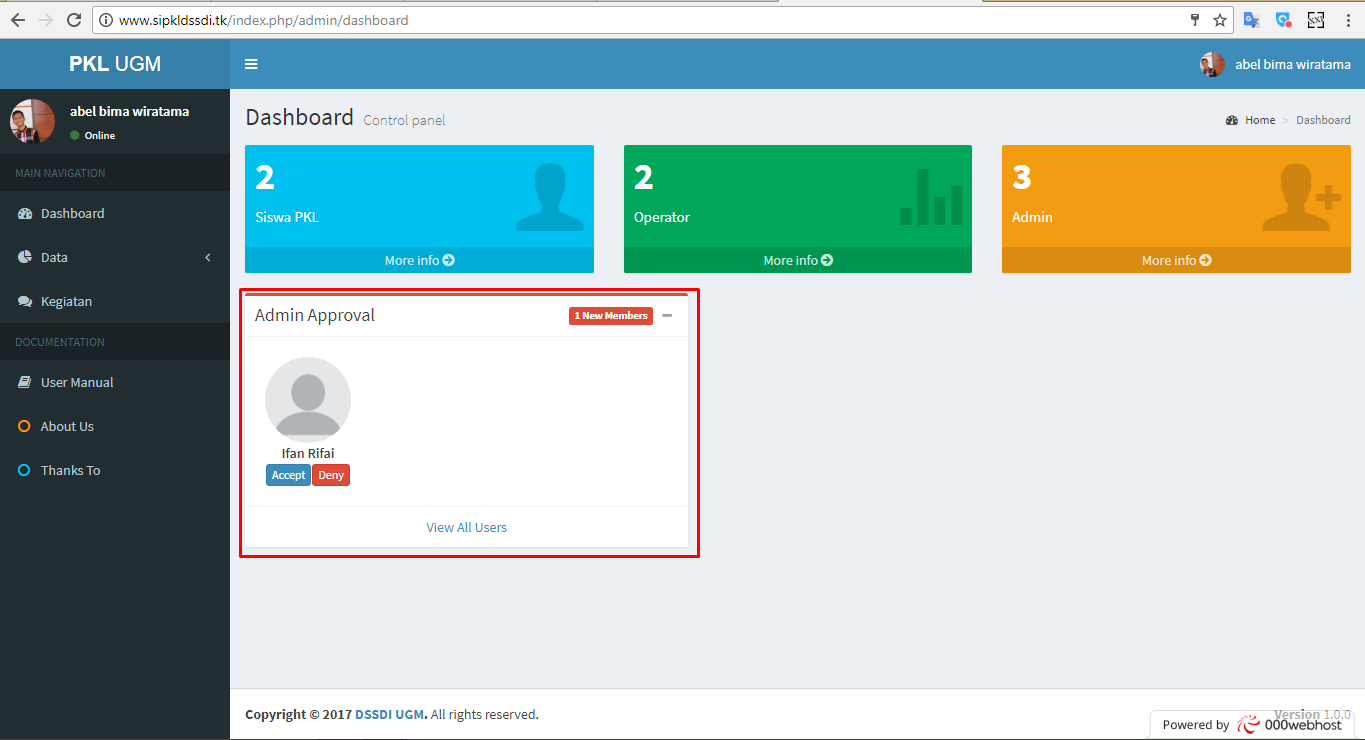 www.sipkldssdi.tk/index.php/admin/dashboard
PKL UGM
abel bima wiratama
abel bima wiratama
Online
MAIN NAVIGATION
Dashboard
Data
Kegiatan
DOCUMENTATION
User Manual
About Us
Thanks To
Dashboard Control panel
Home > Dashboard
2
Siswa PKL
More info
2
Operator
More info
3
Admin
More info
Admin Approval
1 New Members
Ifan Rifai
Accept Deny
View All Users
Copyright © 2017 DSSDI UGM. All rights reserved.
Version 1.0.0
Powered by 000webhost